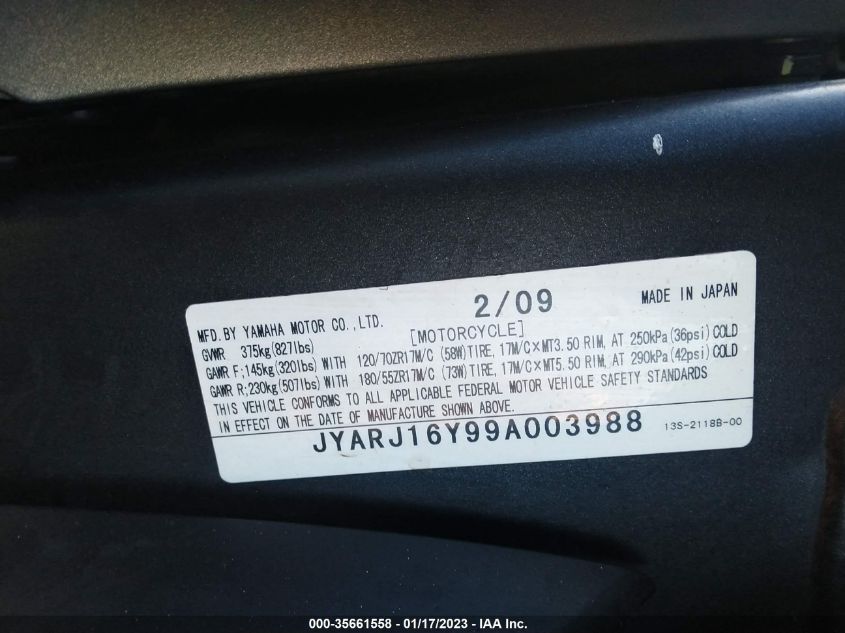 2/09
MADE IN JAPAN
MFD.BY YAMAHA MOTOR CO.,LTD.
[MOTORCYCLE]
GVWR 375kg(827lbs)
GAWR F;145kg(320lbs)WITH 120/70ZR17M/C (58W)TIRE, 17M/C×MT3.50 RIM, AT 250kPa(36psi)COLD
GAWR R;230kg(507lbs)WITH 180/55ZR17M/C (73W)TIRE, 17M/C×MT5.50 RIM, AT 290kPa(42psi)COLD
THIS VEHICLE CONFORMS TO ALL APPLICABLE FEDERAL MOTOR VEHICLE SAFETY STANDARDS
IN EFFECT ON THE DATE OF MANUFACTURE SHOWN ABOVE.
JYARJ16Y99A003988
13S-2118B-00
000-35661558 - 01/17/2023 - IAA Inc.